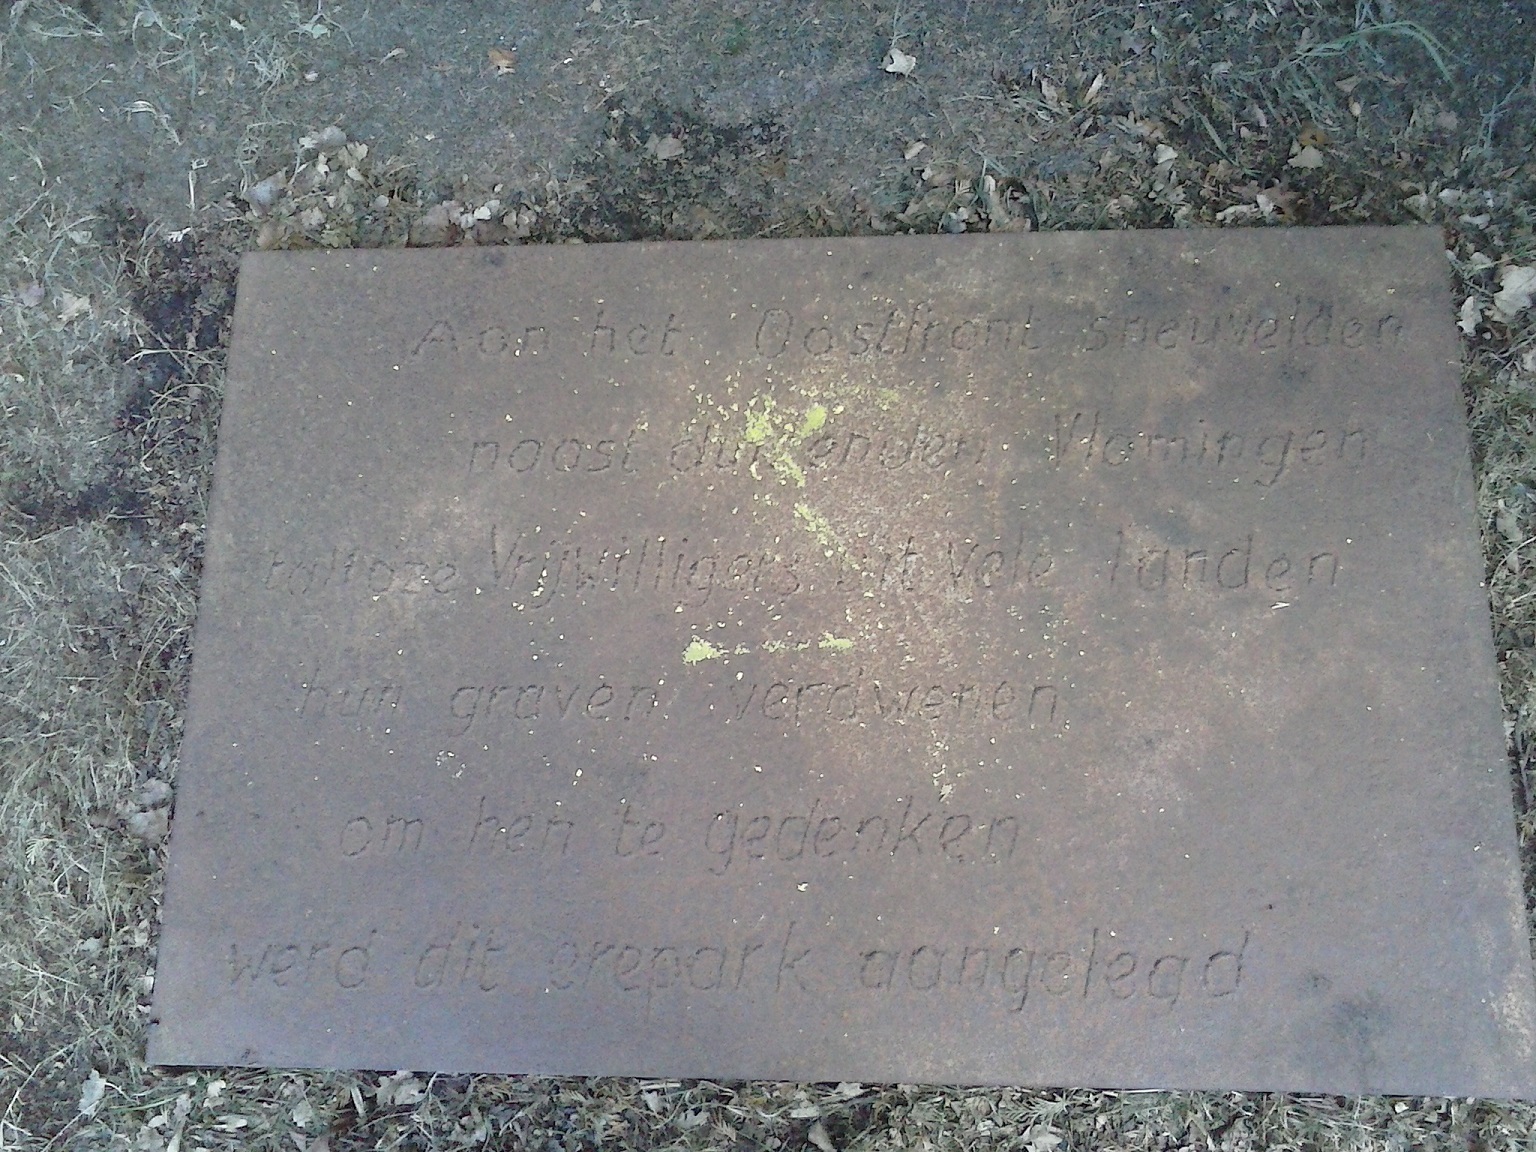 Aan het Oostfront sneuvelden
naast duizenden Vlamingen
talloze Vrijwilligers uit Vele landen
hun graven verdwenen
om hen te gedenken
werd dit erepark aangelegd